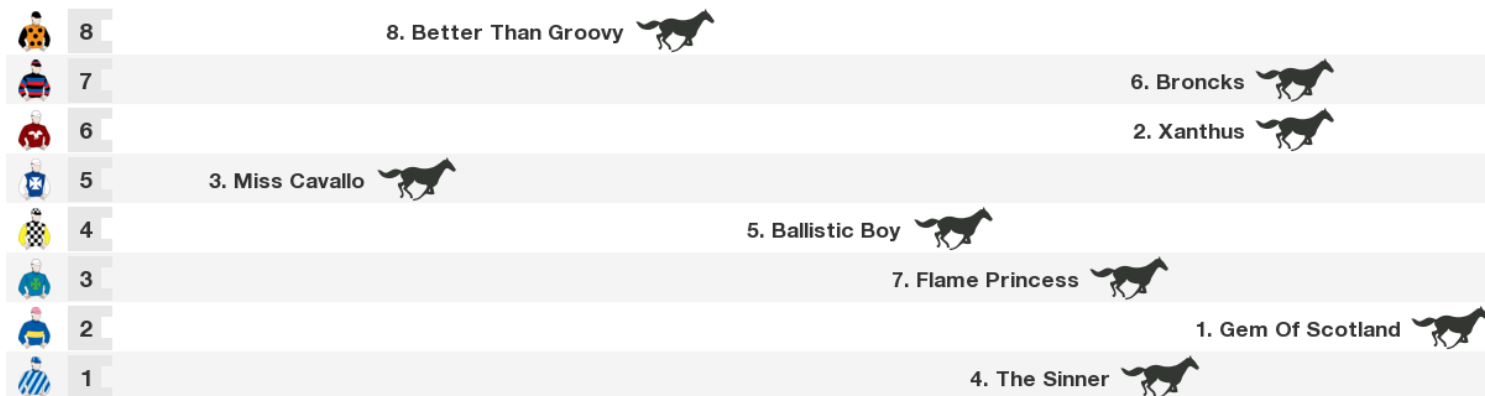 8 8. Better Than Groovy
7 6. Broncks
6 2. Xanthus
5 3. Miss Cavallo
4 5. Ballistic Boy
3 7. Flame Princess
2 1. Gem Of Scotland
1 4. The Sinner